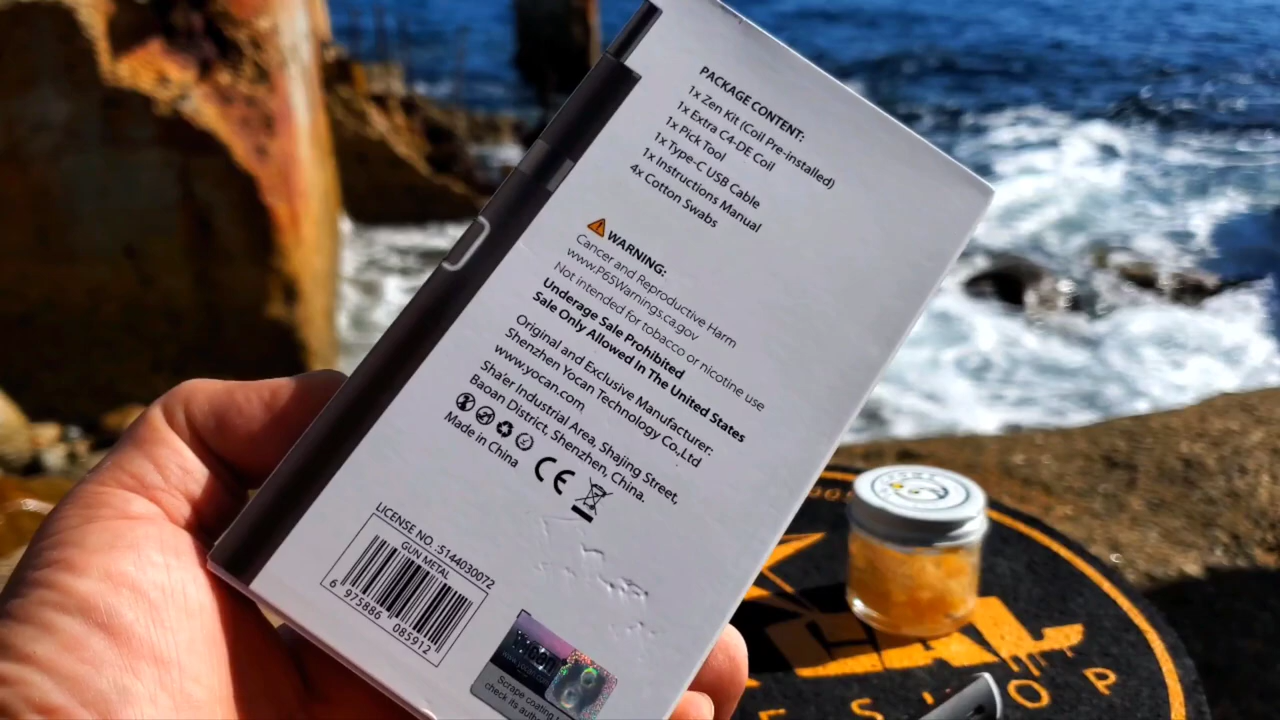 PACKAGE CONTENT:
1x Zen Kit (Coil Pre-installed)
1x Extra C4-DE Coil
1x Pick Tool
1x Type-C USB Cable
1x Instructions Manual
4x Cotton Swabs
WARNING:
Cancer and Reproductive Harm
www.P65Warnings.ca.gov
Not intended for tobacco or nicotine use
Underage Sale Prohibited
Sale Only Allowed In The United States
Original and Exclusive Manufacturer:
Shenzhen Yocan Technology Co.,Ltd
www.yocan.com
Sha'er Industrial Area, Shajing Street,
Baoan District, Shenzhen, China.
Made in China
CE
LICENSE NO.:5144030072
GUN METAL
6 975886 085912
Yocan
Scrape coating
check its
S H O P